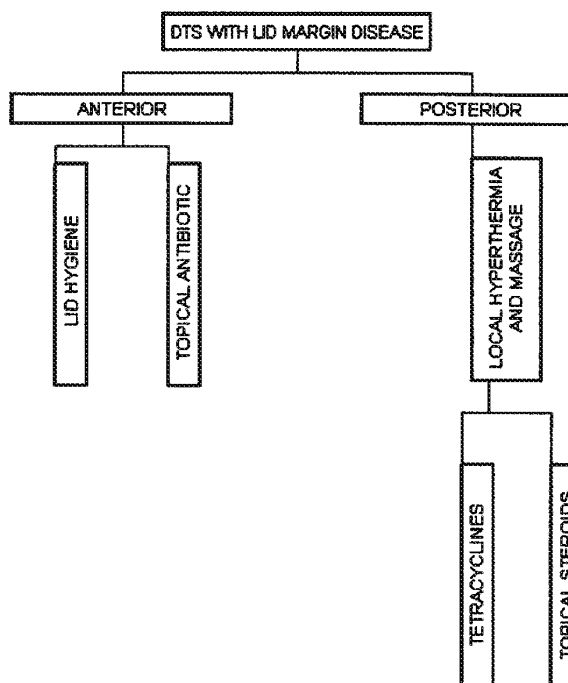 DTS WITH LID MARGIN DISEASE
ANTERIOR
POSTERIOR
LID HYGIENE
TOPICAL ANTIBIOTIC
LOCAL HYPERTHERMIA
AND MASSAGE
TETRACYCLINES
TOPICAL STEROIDS